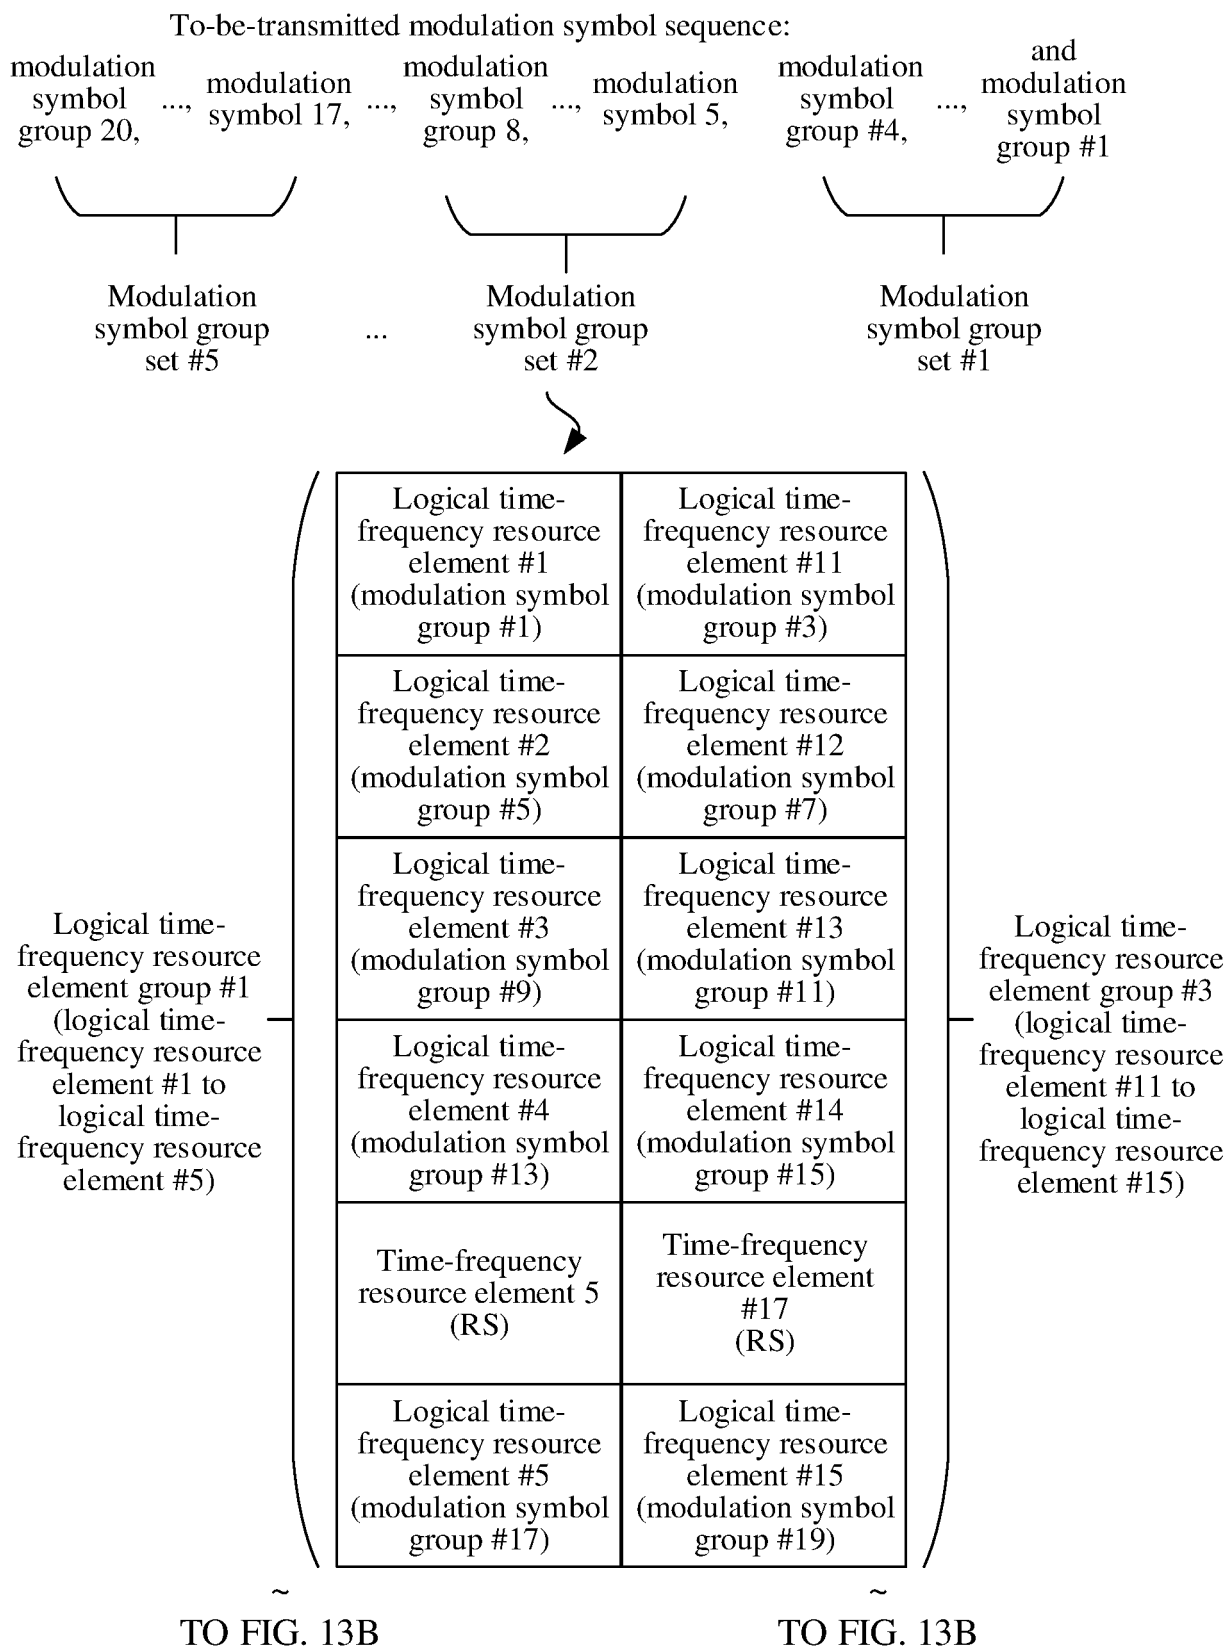 To-be-transmitted modulation symbol sequence:
modulation
symbol
group 20,
...,
modulation
symbol 17,
...,
modulation
symbol
group 8,
...,
modulation
symbol 5,
modulation
symbol
group #4,
...,
and
modulation
symbol
group #1
Modulation
symbol group
set #5
...
Modulation
symbol group
set #2
Modulation
symbol group
set #1
Logical time-
frequency resource
element #1
(modulation symbol
group #1)
Logical time-
frequency resource
element #11
(modulation symbol
group #3)
Logical time-
frequency resource
element #2
(modulation symbol
group #5)
Logical time-
frequency resource
element #12
(modulation symbol
group #7)
Logical time-
frequency resource
element #3
(modulation symbol
group #9)
Logical time-
frequency resource
element #13
(modulation symbol
group #11)
Logical time-
frequency resource
element #4
(modulation symbol
group #13)
Logical time-
frequency resource
element #14
(modulation symbol
group #15)
Time-frequency
resource element 5
(RS)
Time-frequency
resource element
#17
(RS)
Logical time-
frequency resource
element #5
(modulation symbol
group #17)
Logical time-
frequency resource
element #15
(modulation symbol
group #19)
Logical time-
frequency resource
element group #1
(logical time-
frequency resource
element #1 to
logical time-
frequency resource
element #5)
Logical time-
frequency resource
element group #3
(logical time-
frequency resource
element #11 to
logical time-
frequency resource
element #15)
~
TO FIG. 13B
~
TO FIG. 13B